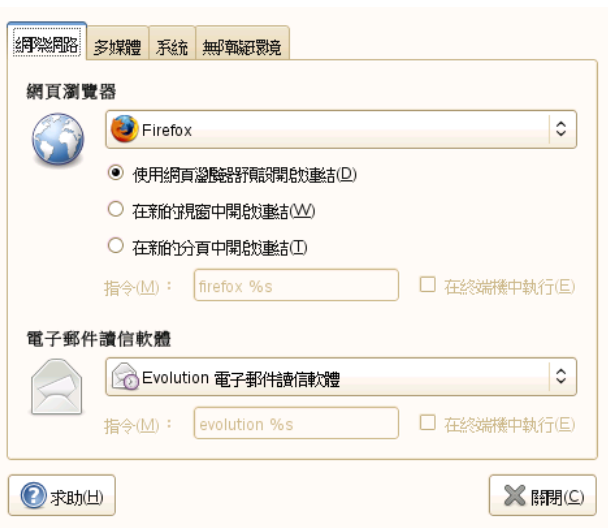 網際網路 多媒體 系統 無障礙環境
網頁瀏覽器
Firefox
使用網頁瀏覽器預設開啟連結(D)
在新的視窗中開啟連結(W)
在新的分頁中開啟連結(T)
指令(M)： firefox %s 在終端機中執行(E)
電子郵件讀信軟體
Evolution 電子郵件讀信軟體
指令(M)： evolution %s 在終端機中執行(E)
求助(H) 關閉(C)